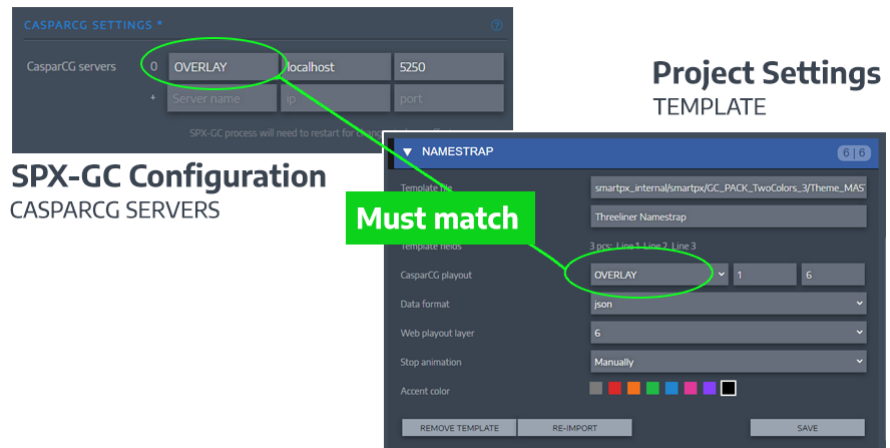 CASPARCG SETTINGS *
CasparCG servers 0 OVERLAY localhost 5250
+ Server name ip port
SPX-GC process will need to restart for
SPX-GC Configuration
CASPARCG SERVERS
Project Settings
TEMPLATE
▼ NAMESTRAP 6 | 6
Template file smartpx_internal/smartpx/GC_PACK_TwoColors_3/Theme_MAS
Threeliner Namestrap
Must match
Template fields 3 pcs: Line 1 Line 2 Line 3
CasparCG playout OVERLAY 1 6
Data format json
Web playout layer 6
Stop animation Manually
Accent color
REMOVE TEMPLATE RE-IMPORT SAVE